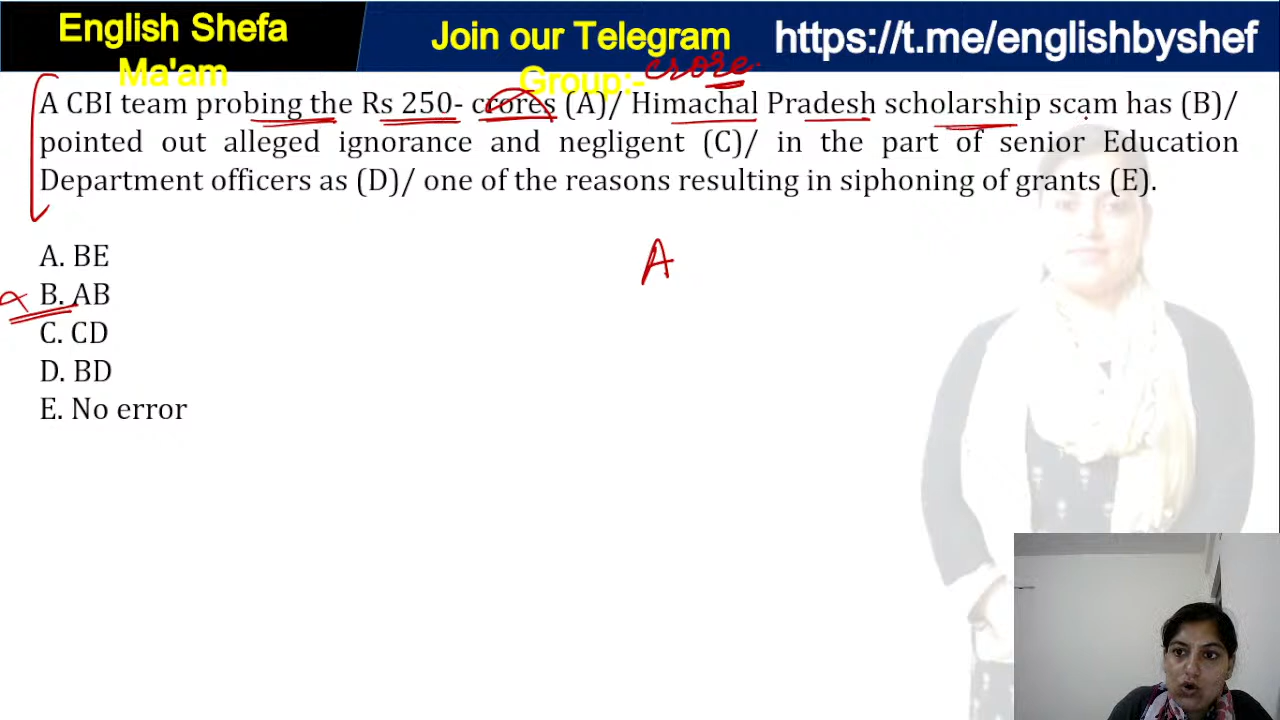 English Shefa
Ma'am
Join our Telegram
Group:-
https://t.me/englishbyshef
crore.
A CBI team probing the Rs 250- crores (A)/ Himachal Pradesh scholarship scam has (B)/
pointed out alleged ignorance and negligent (C)/ in the part of senior Education
Department officers as (D)/ one of the reasons resulting in siphoning of grants (E).
A. BE
B. AB
C. CD
D. BD
E. No error
A